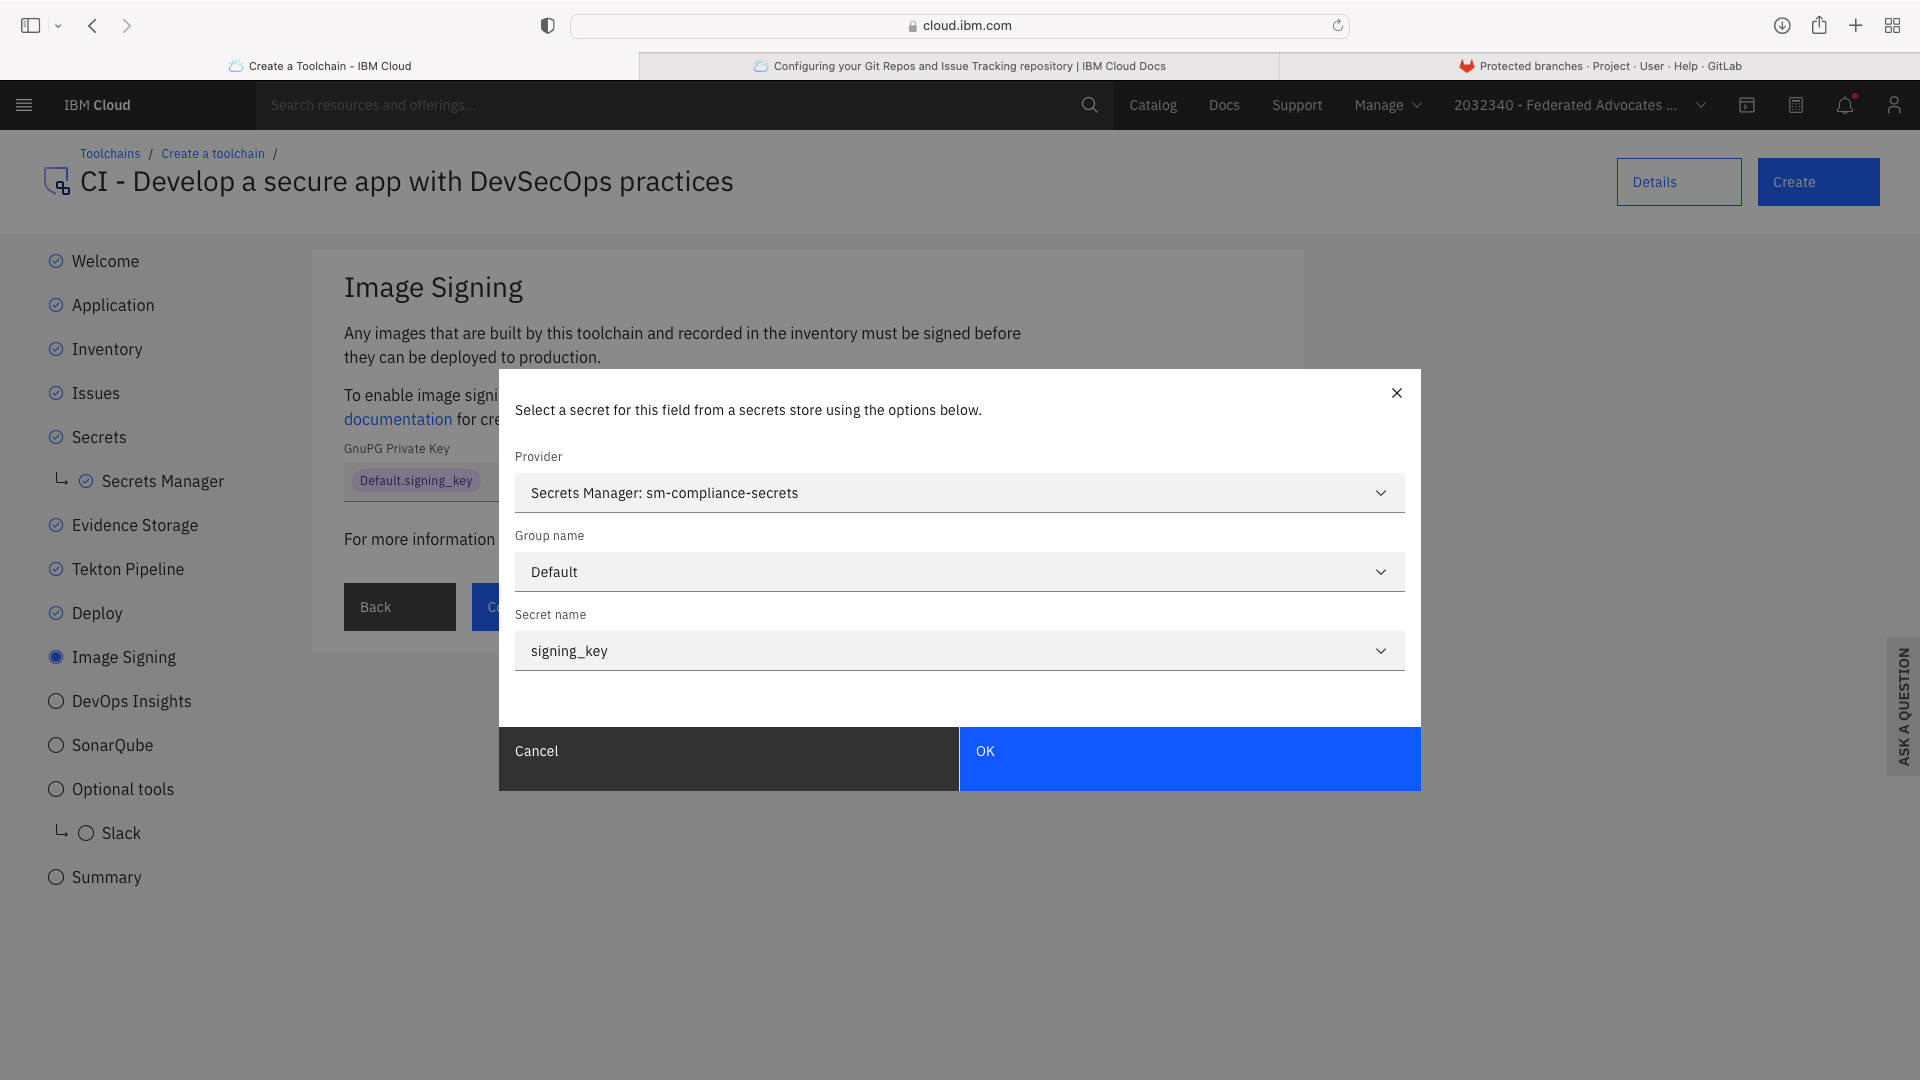 cloud.ibm.com
Create a Toolchain - IBM Cloud
Configuring your Git Repos and Issue Tracking repository | IBM Cloud Docs
Protected branches · Project · User · Help · GitLab
IBM Cloud
Search resources and offerings...
Catalog
Docs
Support
Manage
2032340 - Federated Advocates ...
Toolchains / Create a toolchain /
CI - Develop a secure app with DevSecOps practices
Details
Create
Welcome
Application
Inventory
Issues
Secrets
Secrets Manager
Evidence Storage
Tekton Pipeline
Deploy
Image Signing
DevOps Insights
SonarQube
Optional tools
Slack
Summary
Image Signing
Any images that are built by this toolchain and recorded in the inventory must be signed before
they can be deployed to production.
To enable image signi
documentation for cre
GnuPG Private Key
Default.signing_key
For more information
Back
Co
Select a secret for this field from a secrets store using the options below.
Provider
Secrets Manager: sm-compliance-secrets
Group name
Default
Secret name
signing_key
Cancel
OK
ASK A QUESTION